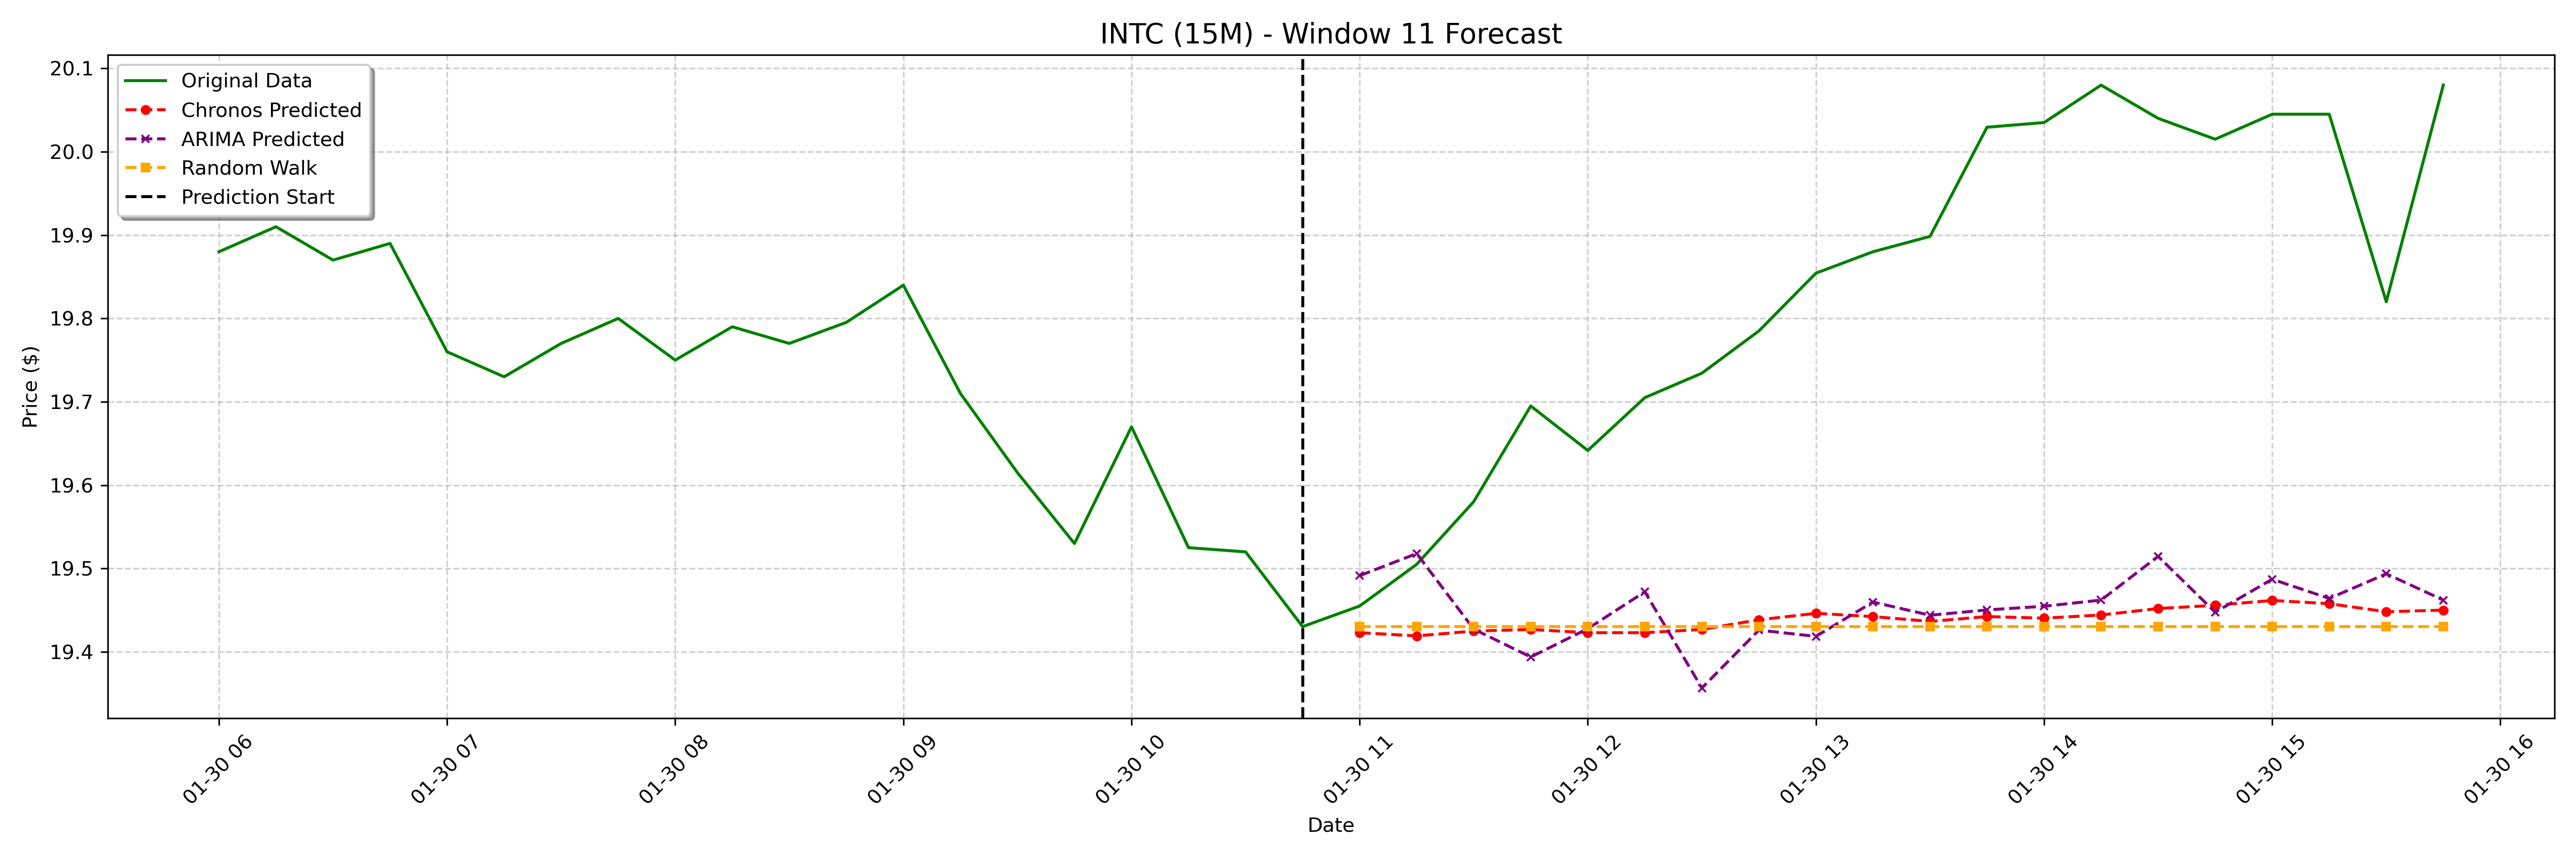 INTC (15M) - Window 11 Forecast
Original Data
Chronos Predicted
ARIMA Predicted
Random Walk
Prediction Start
Price ($)
20.1
20.0
19.9
19.8
19.7
19.6
19.5
19.4
01-30 06
01-30 07
01-30 08
01-30 09
01-30 10
01-30 11
01-30 12
01-30 13
01-30 14
01-30 15
01-30 16
Date